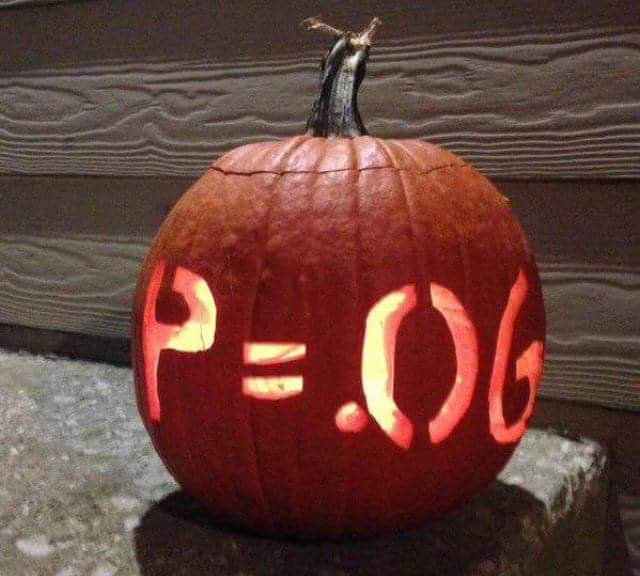 P = .06